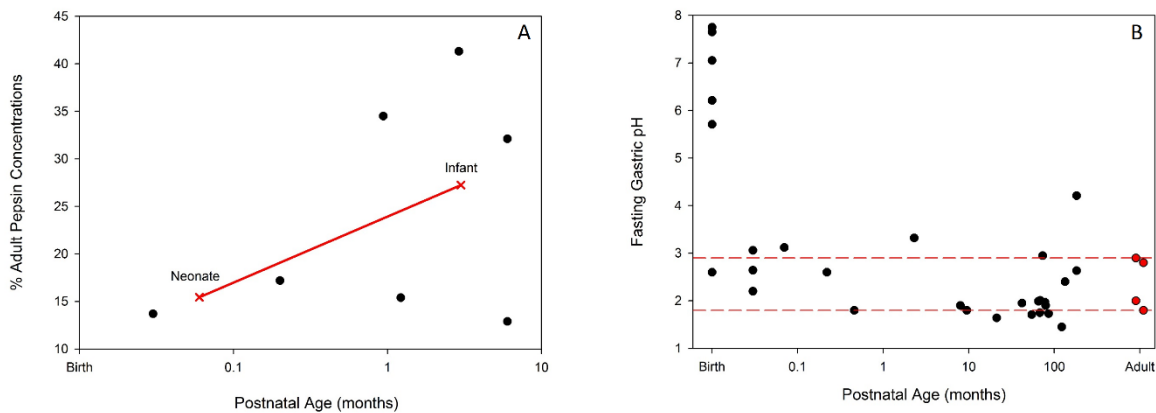 A
45
40
35
30
25
20
15
10
% Adult Pepsin Concentrations
Infant
Neonate
Birth 0.1 1 10
Postnatal Age (months)
B
8
7
6
5
4
3
2
1
Fasting Gastric pH
Birth 0.1 1 10 100 Adult
Postnatal Age (months)